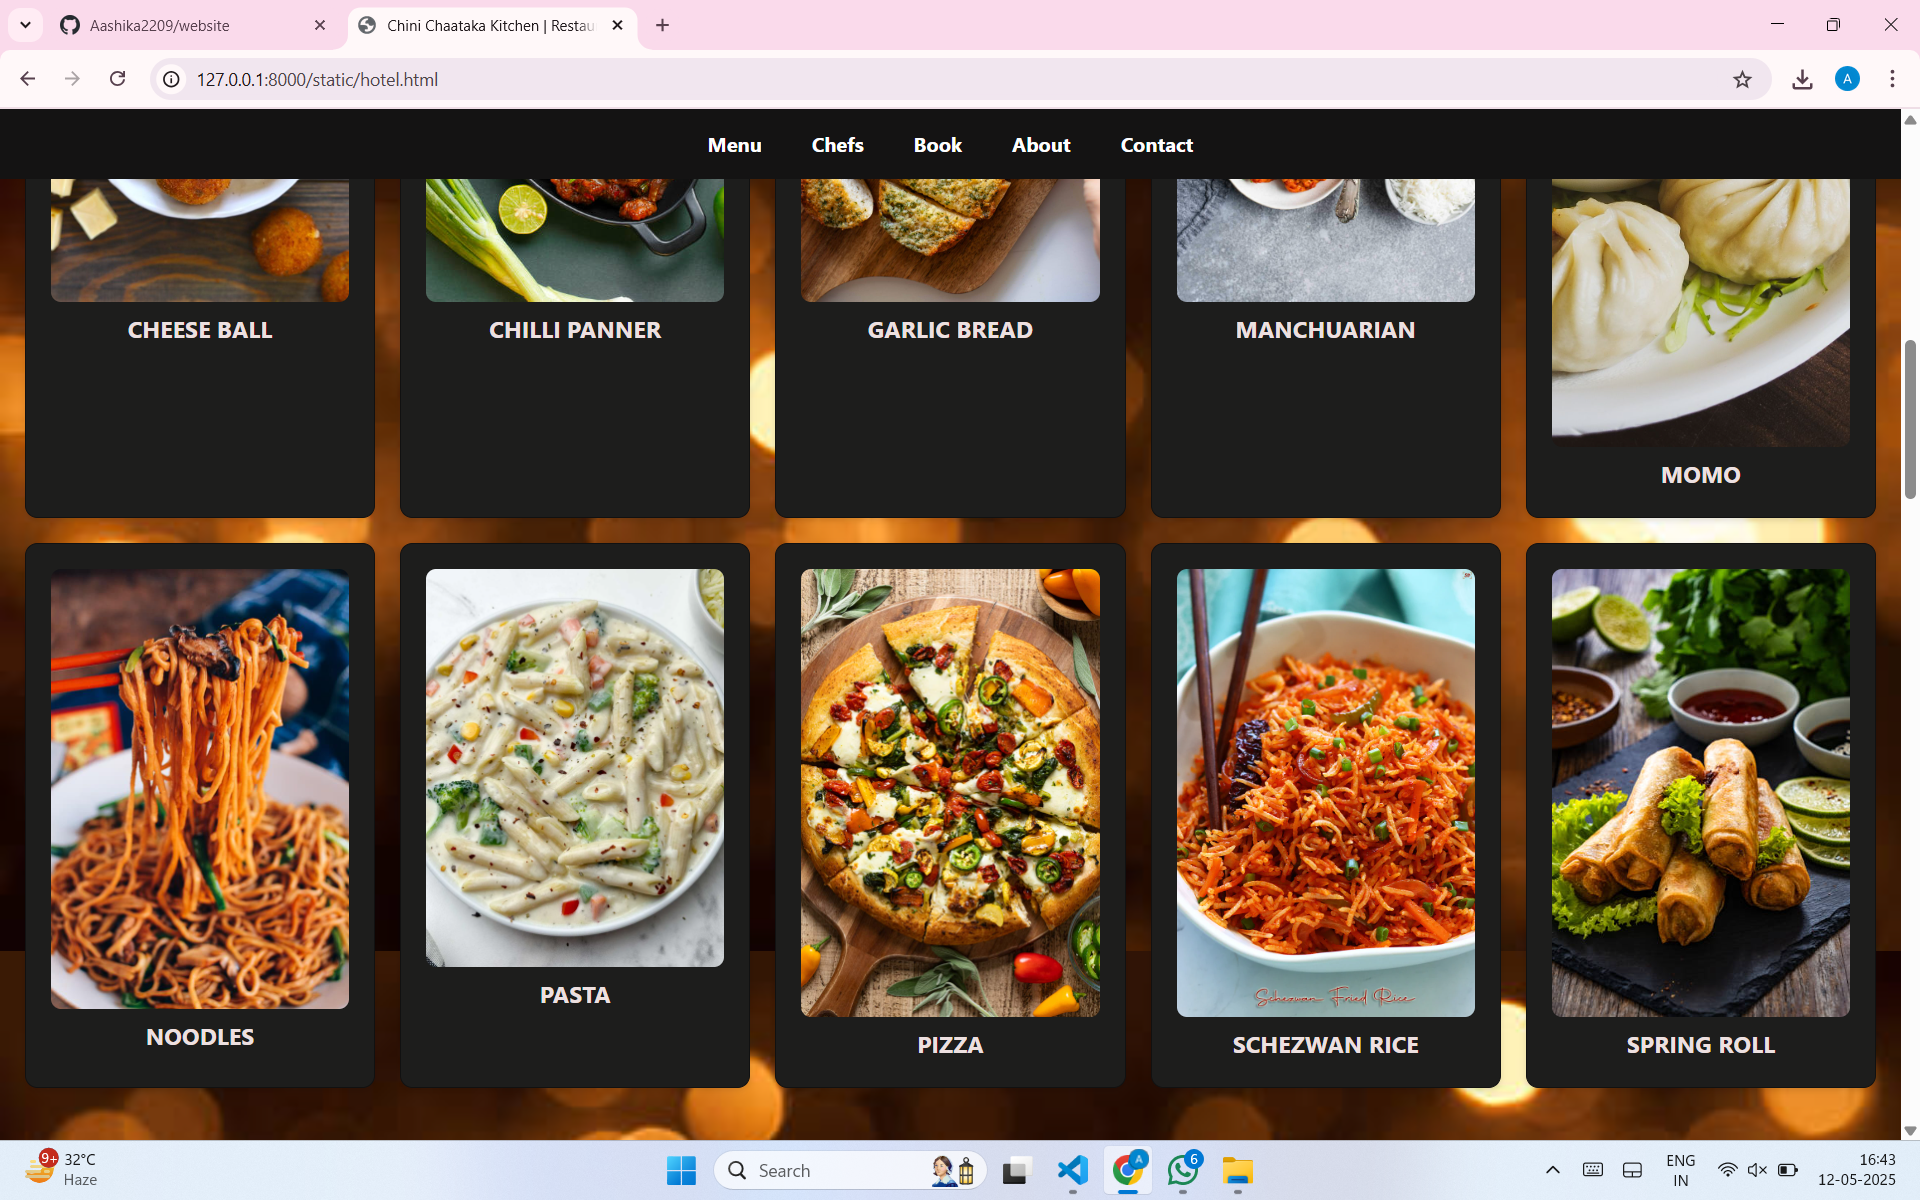 Aashika2209/website
Chini Chaataka Kitchen | Restau
127.0.0.1:8000/static/hotel.html
A
Menu
Chefs
Book
About
Contact
CHEESE BALL
CHILLI PANNER
GARLIC BREAD
MANCHUARIAN
MOMO
NOODLES
PASTA
PIZZA
Schezwan Fried Rice
SCHEZWAN RICE
SPRING ROLL
9+
32°C
Haze
Search
A
6
ENG
IN
16:43
12-05-2025